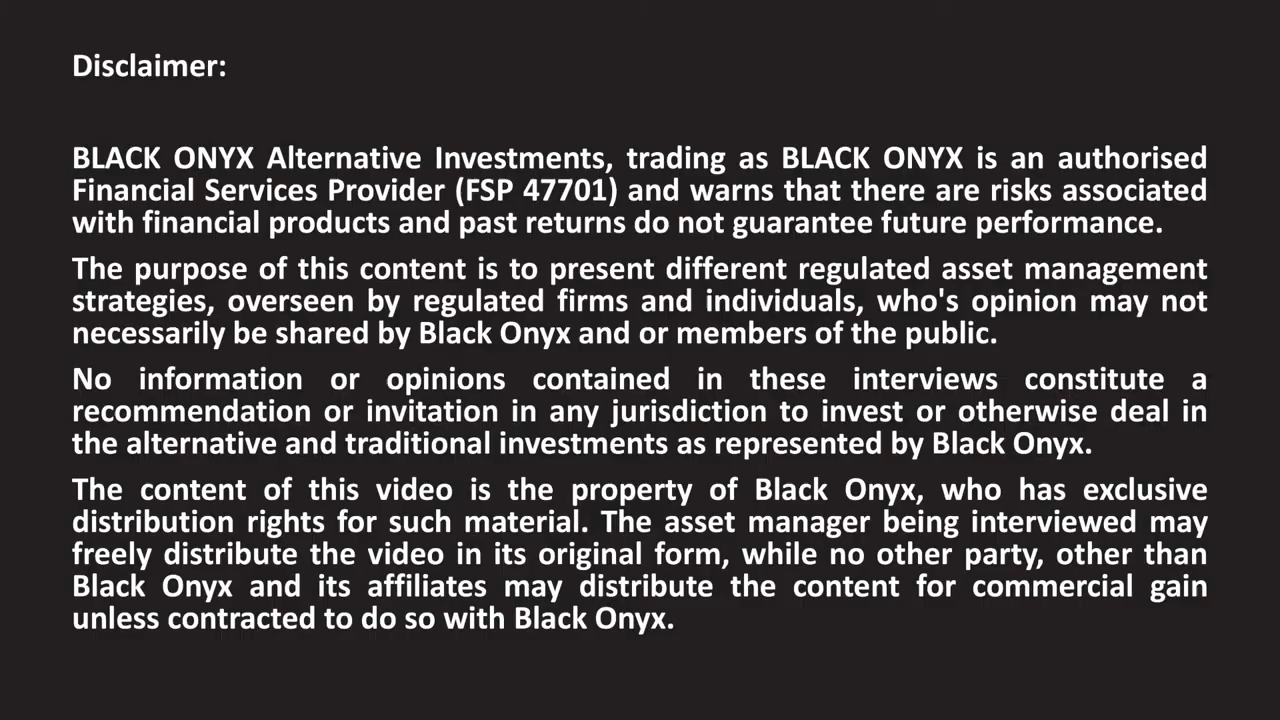 Disclaimer:
BLACK ONYX Alternative Investments, trading as BLACK ONYX is an authorised
Financial Services Provider (FSP 47701) and warns that there are risks associated
with financial products and past returns do not guarantee future performance.
The purpose of this content is to present different regulated asset management
strategies, overseen by regulated firms and individuals, who's opinion may not
necessarily be shared by Black Onyx and or members of the public.
No information or opinions contained in these interviews constitute a
recommendation or invitation in any jurisdiction to invest or otherwise deal in
the alternative and traditional investments as represented by Black Onyx.
The content of this video is the property of Black Onyx, who has exclusive
distribution rights for such material. The asset manager being interviewed may
freely distribute the video in its original form, while no other party, other than
Black Onyx and its affiliates may distribute the content for commercial gain
unless contracted to do so with Black Onyx.